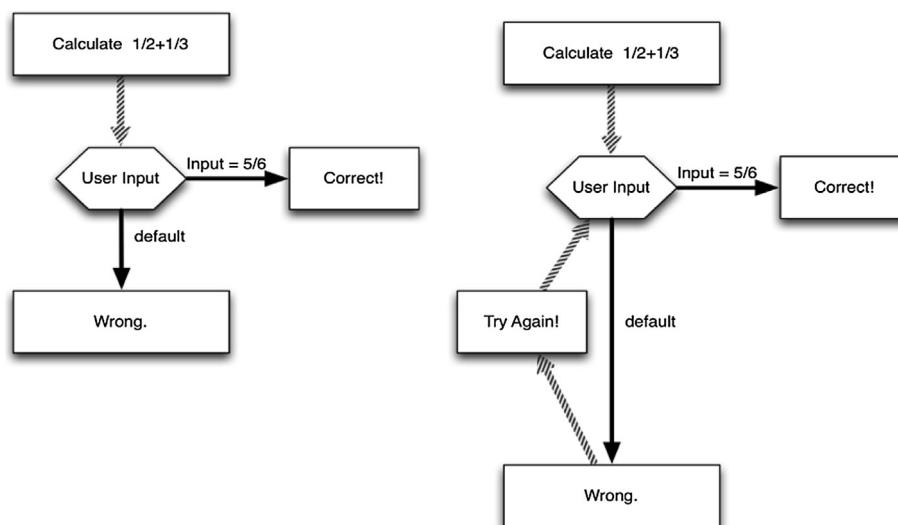 Calculate 1/2+1/3
User Input
Input = 5/6
Correct!
default
Wrong.
Calculate 1/2+1/3
User Input
Input = 5/6
Correct!
Try Again!
default
Wrong.